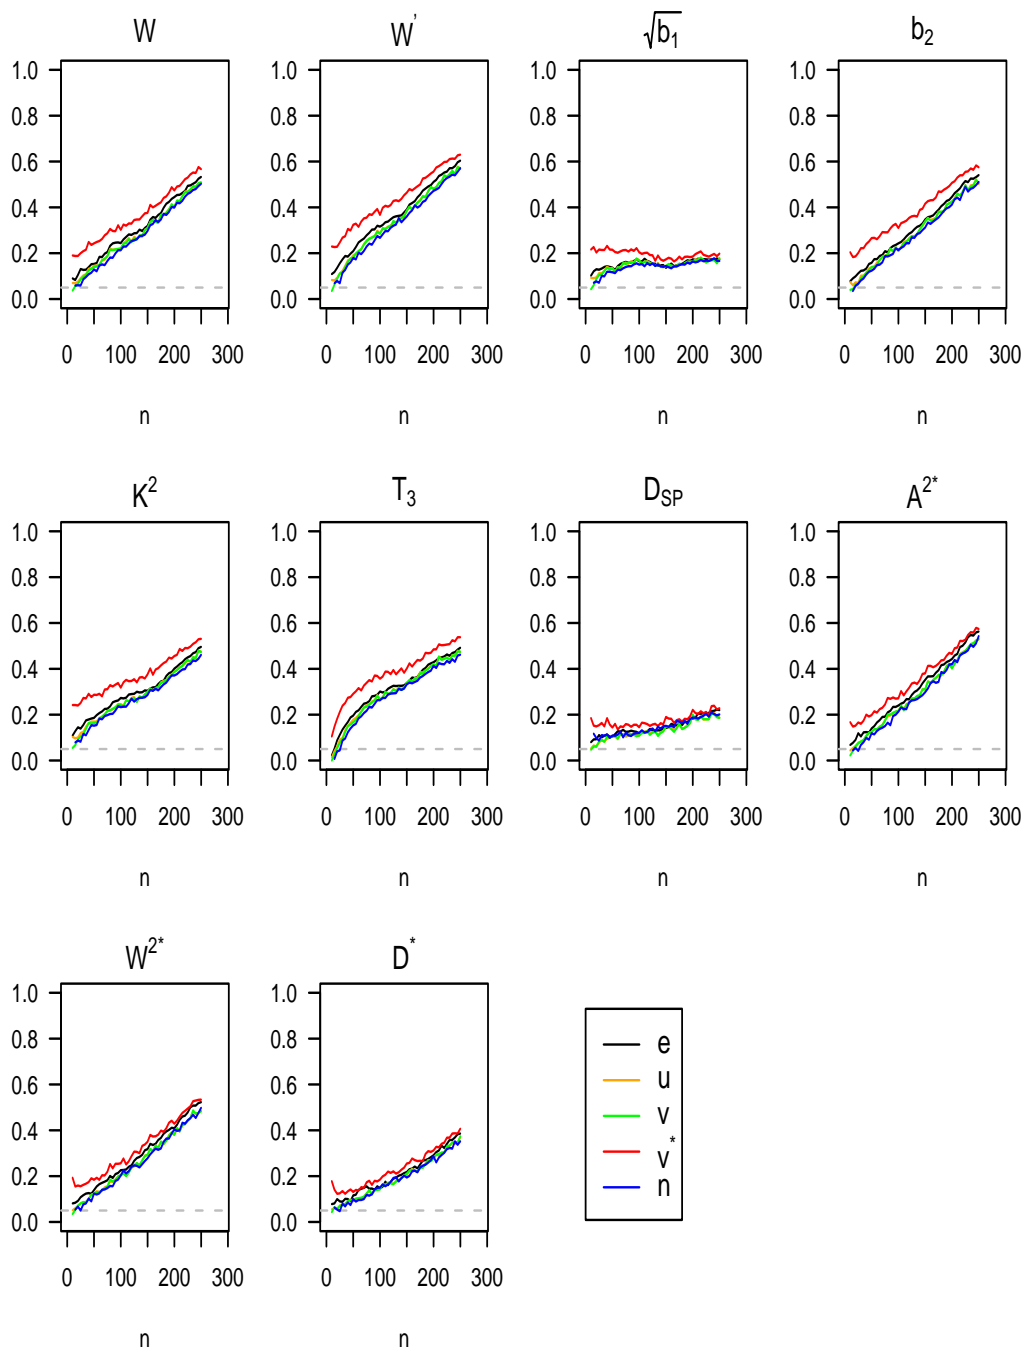 W W' √b₁ b₂
1.0 1.0 1.0 1.0
0.8 0.8 0.8 0.8
0.6 0.6 0.6 0.6
0.4 0.4 0.4 0.4
0.2 0.2 0.2 0.2
0.0 0.0 0.0 0.0
0 100 200 300 0 100 200 300 0 100 200 300 0 100 200 300
n n n n
K² T₃ D_SP A²*
1.0 1.0 1.0 1.0
0.8 0.8 0.8 0.8
0.6 0.6 0.6 0.6
0.4 0.4 0.4 0.4
0.2 0.2 0.2 0.2
0.0 0.0 0.0 0.0
0 100 200 300 0 100 200 300 0 100 200 300 0 100 200 300
n n n n
W²* D*
1.0 1.0
0.8 0.8
0.6 0.6
0.4 0.4
0.2 0.2
0.0 0.0
0 100 200 300 0 100 200 300
n n
e
u
v
v*
n